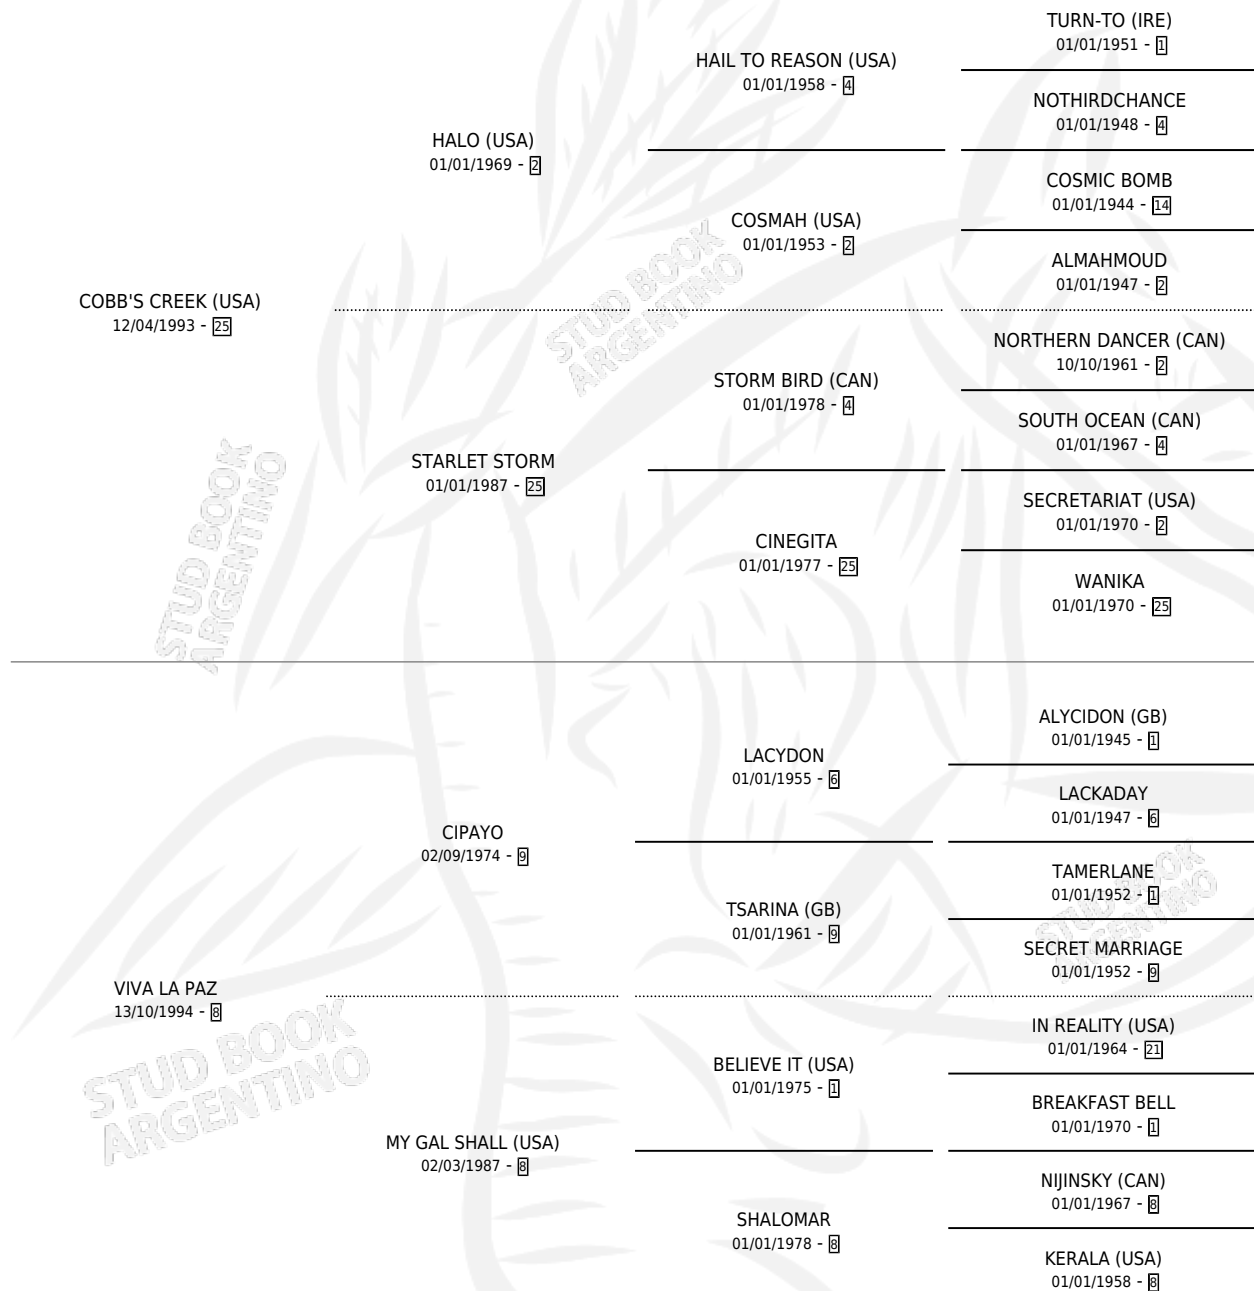 TURN-TO (IRE)
01/01/1951 - 1
HAIL TO REASON (USA)
01/01/1958 - 4
NOTHIRDCHANCE
01/01/1948 - 4
HALO (USA)
01/01/1969 - 2
COSMIC BOMB
01/01/1944 - 14
COSMAH (USA)
01/01/1953 - 2
ALMAHMOUD
01/01/1947 - 2
COBB'S CREEK (USA)
12/04/1993 - 25
NORTHERN DANCER (CAN)
10/10/1961 - 2
STORM BIRD (CAN)
01/01/1978 - 4
SOUTH OCEAN (CAN)
01/01/1967 - 4
STARLET STORM
01/01/1987 - 25
SECRETARIAT (USA)
01/01/1970 - 2
CINEGITA
01/01/1977 - 25
WANIKA
01/01/1970 - 25
ALYCIDON (GB)
01/01/1945 - 1
LACYDON
01/01/1955 - 6
LACKADAY
01/01/1947 - 6
CIPAYO
02/09/1974 - 9
TAMERLANE
01/01/1952 - 1
TSARINA (GB)
01/01/1961 - 9
SECRET MARRIAGE
01/01/1952 - 9
VIVA LA PAZ
13/10/1994 - 8
IN REALITY (USA)
01/01/1964 - 21
BELIEVE IT (USA)
01/01/1975 - 1
BREAKFAST BELL
01/01/1970 - 1
MY GAL SHALL (USA)
02/03/1987 - 8
NIJINSKY (CAN)
01/01/1967 - 8
SHALOMAR
01/01/1978 - 8
KERALA (USA)
01/01/1958 - 8
STUD BOOK
ARGENTINO
STUD BOOK
ARGENTINO
STUD BOOK
ARGENTINO
STUD BOOK
ARGENTINO